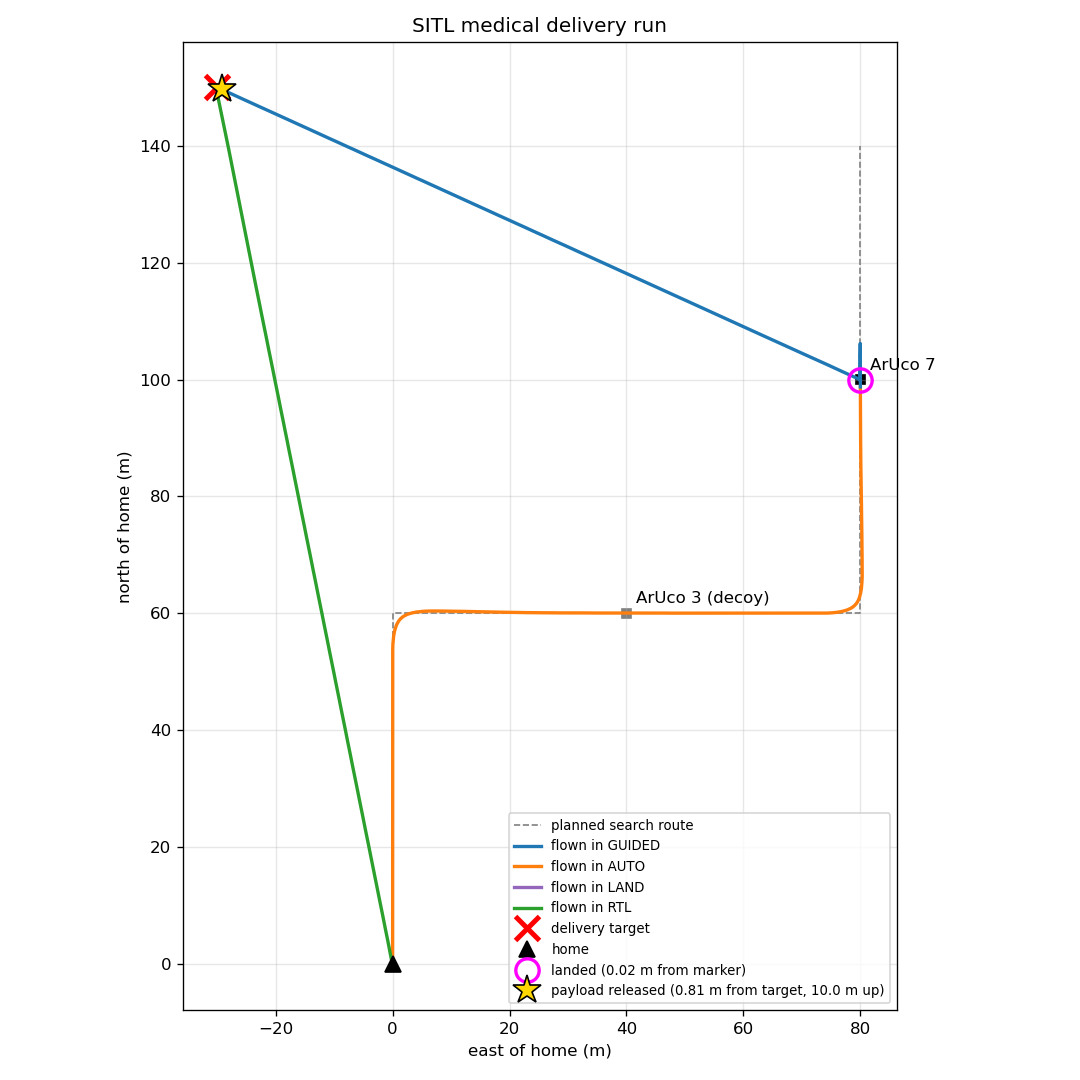 SITL medical delivery run
140
120
100
80
60
40
20
0
north of home (m)
ArUco 7
ArUco 3 (decoy)
planned search route
flown in GUIDED
flown in AUTO
flown in LAND
flown in RTL
delivery target
home
landed (0.02 m from marker)
payload released (0.81 m from target, 10.0 m up)
−20 0 20 40 60 80
east of home (m)